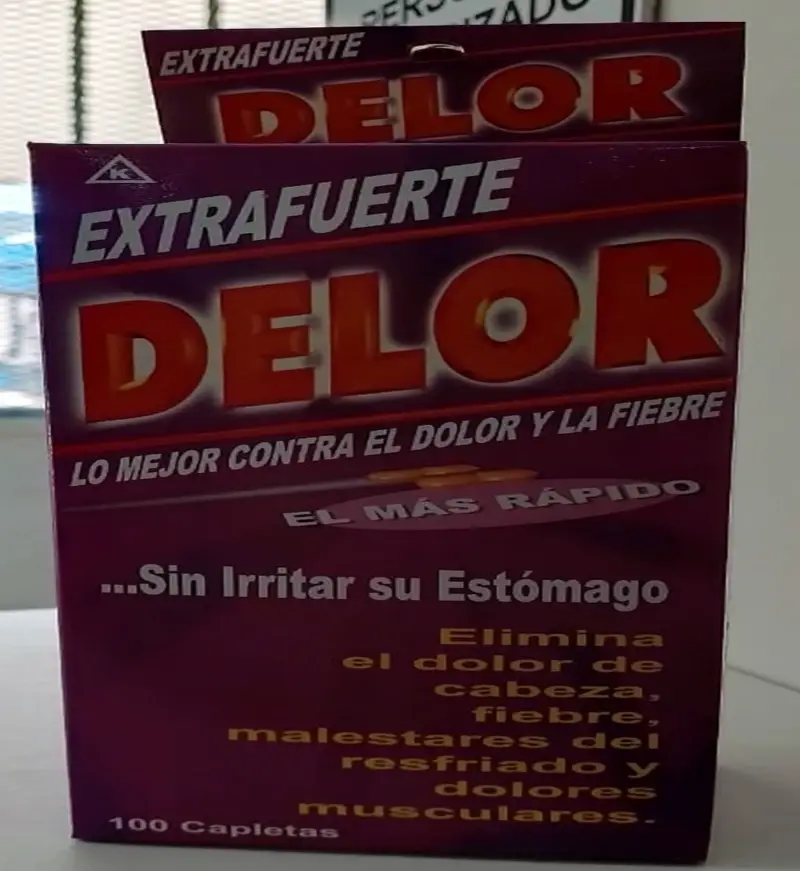 EXTRAFUERTE
DELOR
K
EXTRAFUERTE
DELOR
LO MEJOR CONTRA EL DOLOR Y LA FIEBRE
EL MÁS RÁPIDO
...Sin Irritar su Estómago
Elimina
el dolor de
cabeza,
fiebre,
malestares del
resfriado y
dolores
musculares.
100 Capletas